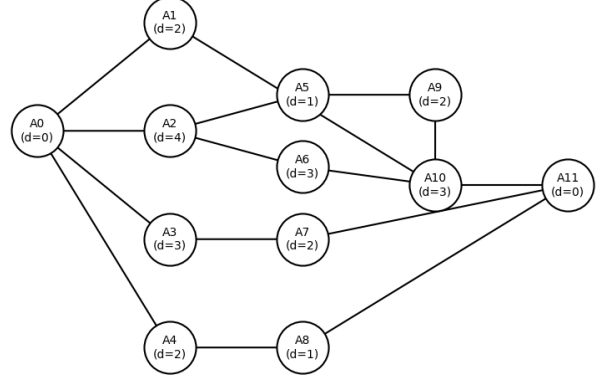 A0
(d=0)
A1
(d=2)
A2
(d=4)
A3
(d=3)
A4
(d=2)
A5
(d=1)
A6
(d=3)
A7
(d=2)
A8
(d=1)
A9
(d=2)
A10
(d=3)
A11
(d=0)